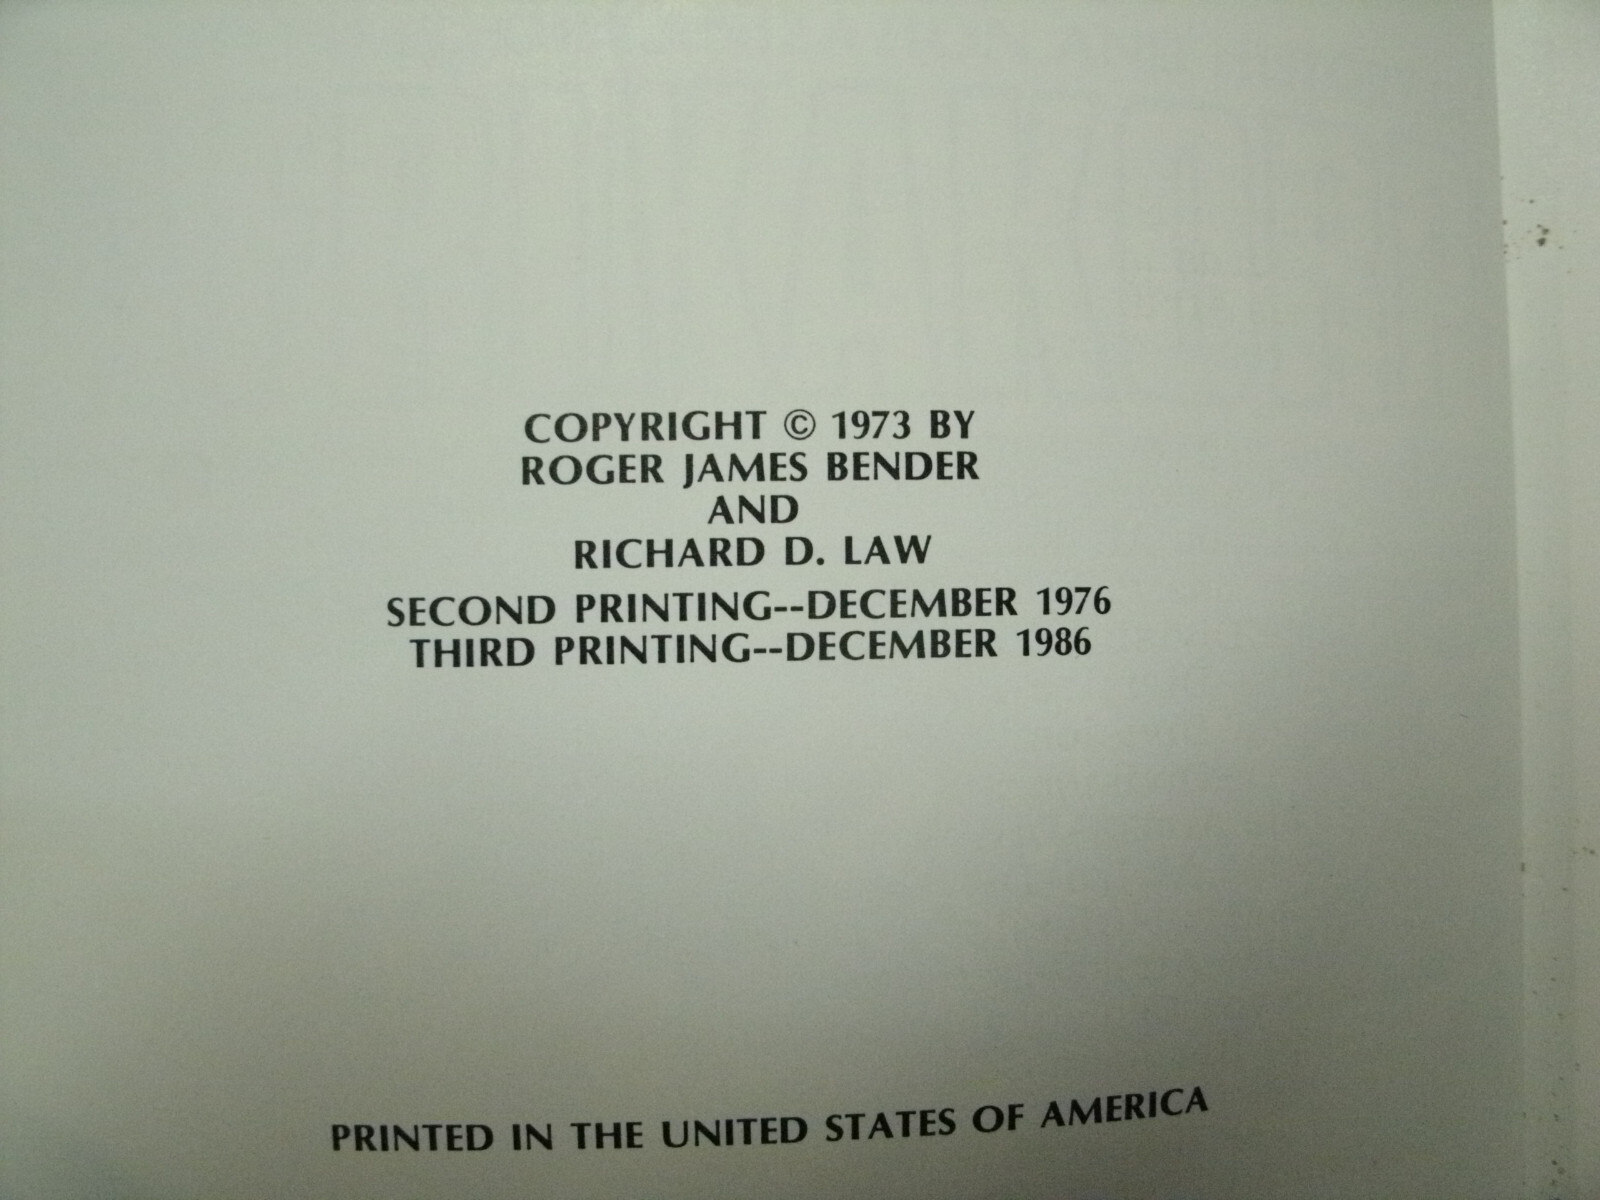 COPYRIGHT © 1973 BY
ROGER JAMES BENDER
AND
RICHARD D. LAW
SECOND PRINTING--DECEMBER 1976
THIRD PRINTING--DECEMBER 1986
PRINTED IN THE UNITED STATES OF AMERICA